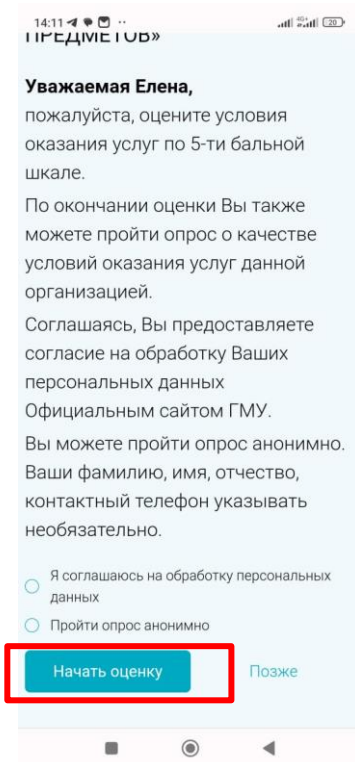 14:11
ПРЕДМЕТОВ»
Уважаемая Елена,
пожалуйста, оцените условия
оказания услуг по 5-ти бальной
шкале.
По окончании оценки Вы также
можете пройти опрос о качестве
условий оказания услуг данной
организацией.
Соглашаясь, Вы предоставляете
согласие на обработку Ваших
персональных данных
Официальным сайтом ГМУ.
Вы можете пройти опрос анонимно.
Ваши фамилию, имя, отчество,
контактный телефон указывать
необязательно.
Я соглашаюсь на обработку персональных
данных
Пройти опрос анонимно
Начать оценку Позже